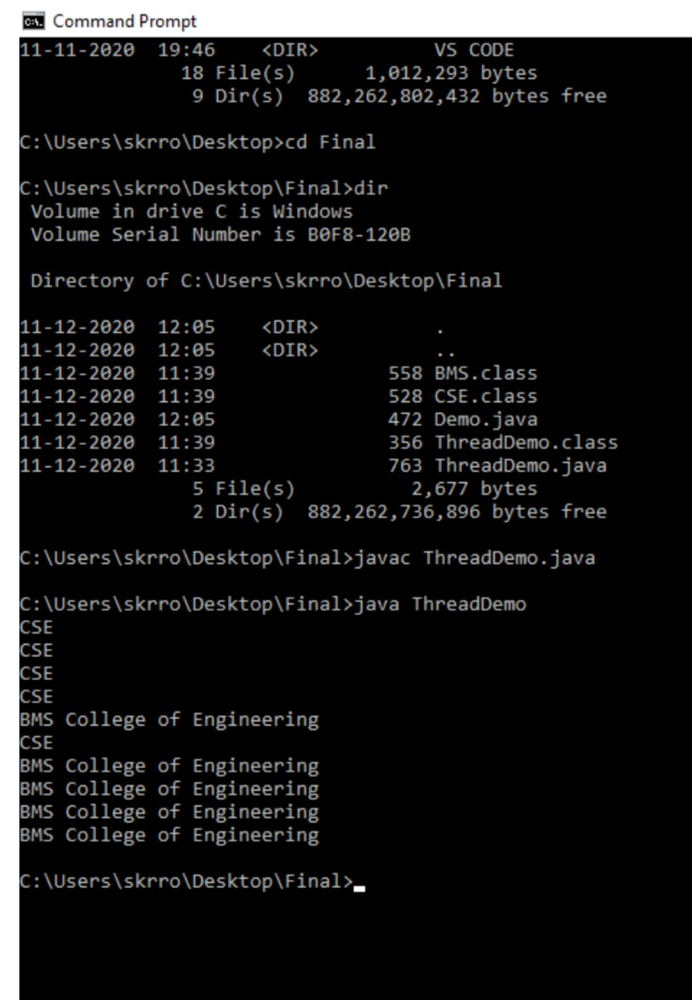 C:\. Command Prompt
11-11-2020  19:46    <DIR>          VS CODE
              18 File(s)      1,012,293 bytes
               9 Dir(s)  882,262,802,432 bytes free
C:\Users\skrro\Desktop>cd Final
C:\Users\skrro\Desktop\Final>dir
 Volume in drive C is Windows
 Volume Serial Number is B0F8-120B
 Directory of C:\Users\skrro\Desktop\Final
11-12-2020  12:05    <DIR>          .
11-12-2020  12:05    <DIR>          ..
11-12-2020  11:39               558 BMS.class
11-12-2020  11:39               528 CSE.class
11-12-2020  12:05               472 Demo.java
11-12-2020  11:39               356 ThreadDemo.class
11-12-2020  11:33               763 ThreadDemo.java
               5 File(s)          2,677 bytes
               2 Dir(s)  882,262,736,896 bytes free
C:\Users\skrro\Desktop\Final>javac ThreadDemo.java
C:\Users\skrro\Desktop\Final>java ThreadDemo
CSE
CSE
CSE
CSE
BMS College of Engineering
CSE
BMS College of Engineering
BMS College of Engineering
BMS College of Engineering
BMS College of Engineering
C:\Users\skrro\Desktop\Final>